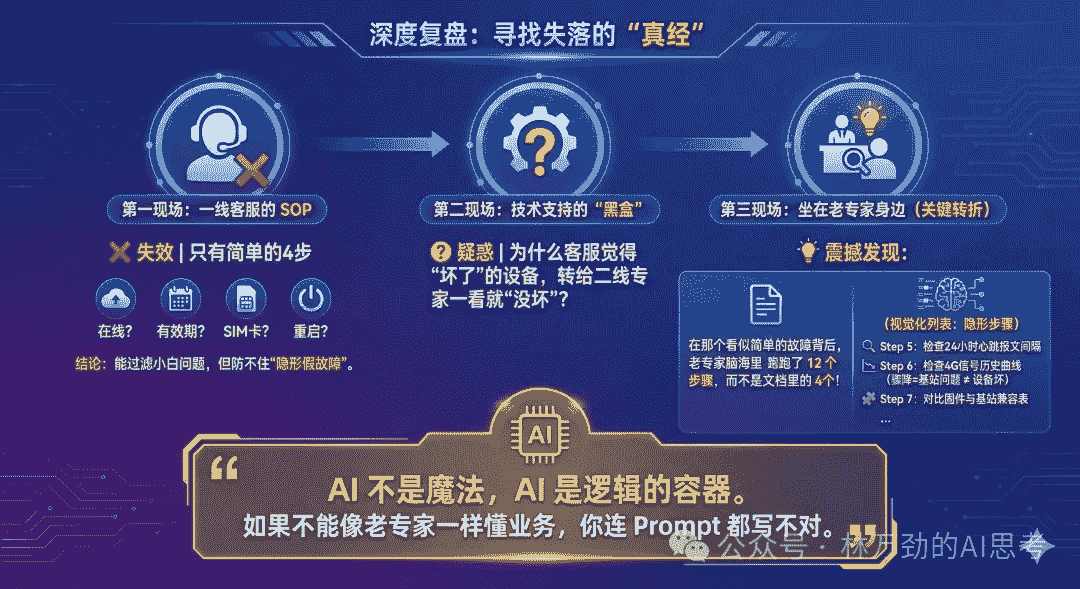 深度复盘：寻找失落的“真经”
第一现场：一线客服的 SOP
第二现场：技术支持的“黑盒”
第三现场：坐在老专家身边（关键转折）
失效 | 只有简单的4步
在线？
有效期？
SIM卡？
重启？
结论：能过滤小白问题，但防不住“隐形假故障”。
疑惑 | 为什么客服觉得
“坏了”的设备，转给二线专
家一看就“没坏”？
震撼发现：
在那个看似简单的故障背后，
老专家脑海里 跑跑了 12 个
步骤，而不是文档里的 4个！
（视觉化列表：隐形步骤）
Step 5：检查24小时心跳报文间隔
Step 6：检查4G信号历史曲线
（骤降=基站问题 ≠ 设备坏）
Step 7：对比固件与基站兼容表
...
AI
“AI 不是魔法，AI 是逻辑的容器。
如果不能像老专家一样懂业务，你连 Prompt 都写不对。”
公众号 · 林万劲的AI思考